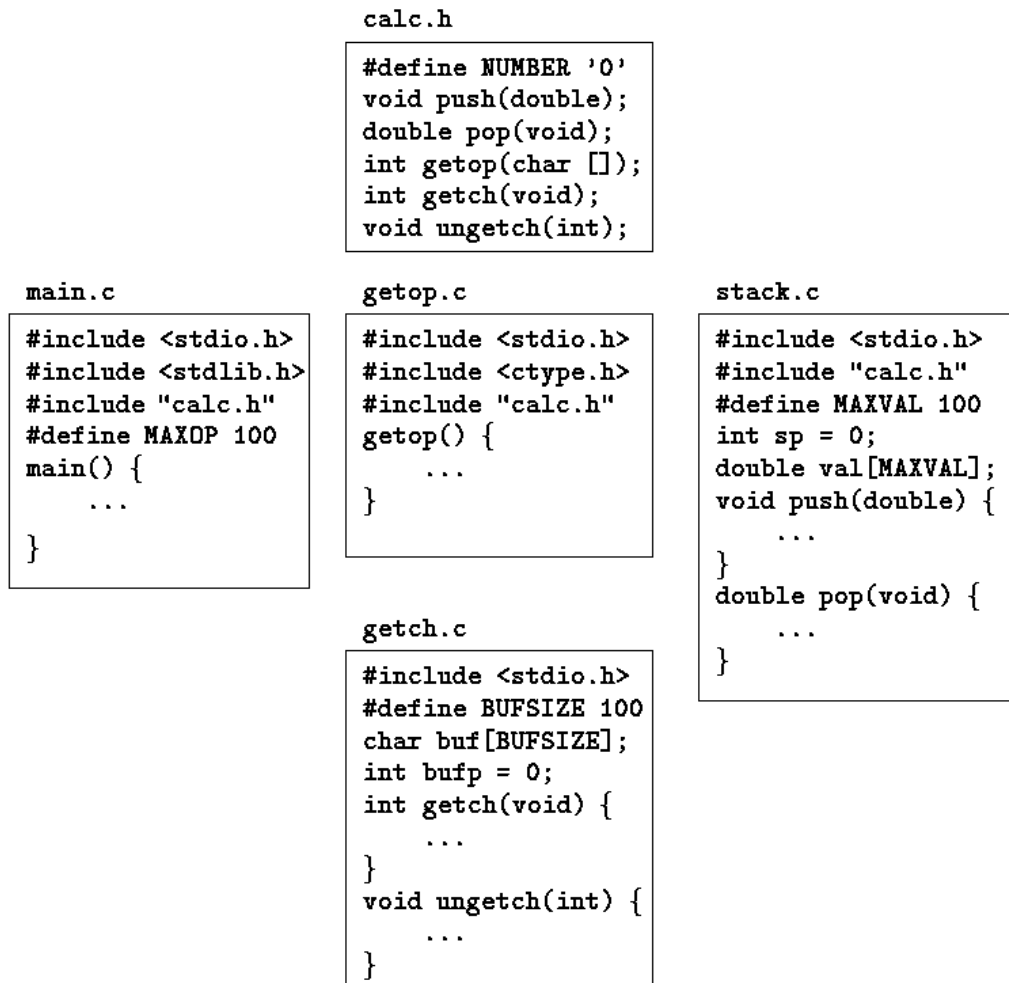 calc.h
#define NUMBER '0'
void push(double);
double pop(void);
int getop(char []);
int getch(void);
void ungetch(int);
main.c
#include <stdio.h>
#include <stdlib.h>
#include "calc.h"
#define MAXOP 100
main() {
...
}
getop.c
#include <stdio.h>
#include <ctype.h>
#include "calc.h"
getop() {
...
}
getch.c
#include <stdio.h>
#define BUFSIZE 100
char buf[BUFSIZE];
int bufp = 0;
int getch(void) {
...
}
void ungetch(int) {
...
}
stack.c
#include <stdio.h>
#include "calc.h"
#define MAXVAL 100
int sp = 0;
double val[MAXVAL];
void push(double) {
...
}
double pop(void) {
...
}